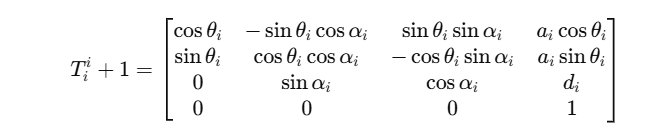 T_i^i + 1 = [cos θ_i   − sin θ_i cos α_i   sin θ_i sin α_i   a_i cos θ_i
sin θ_i   cos θ_i cos α_i   − cos θ_i sin α_i   a_i sin θ_i
0   sin α_i   cos α_i   d_i
0   0   0   1]